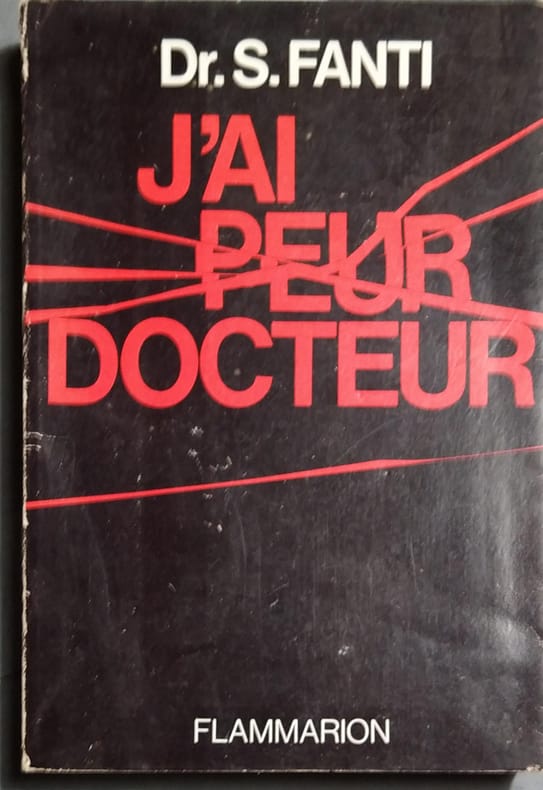 Dr. S. FANTI
J'AI
PEUR
DOCTEUR
FLAMMARION